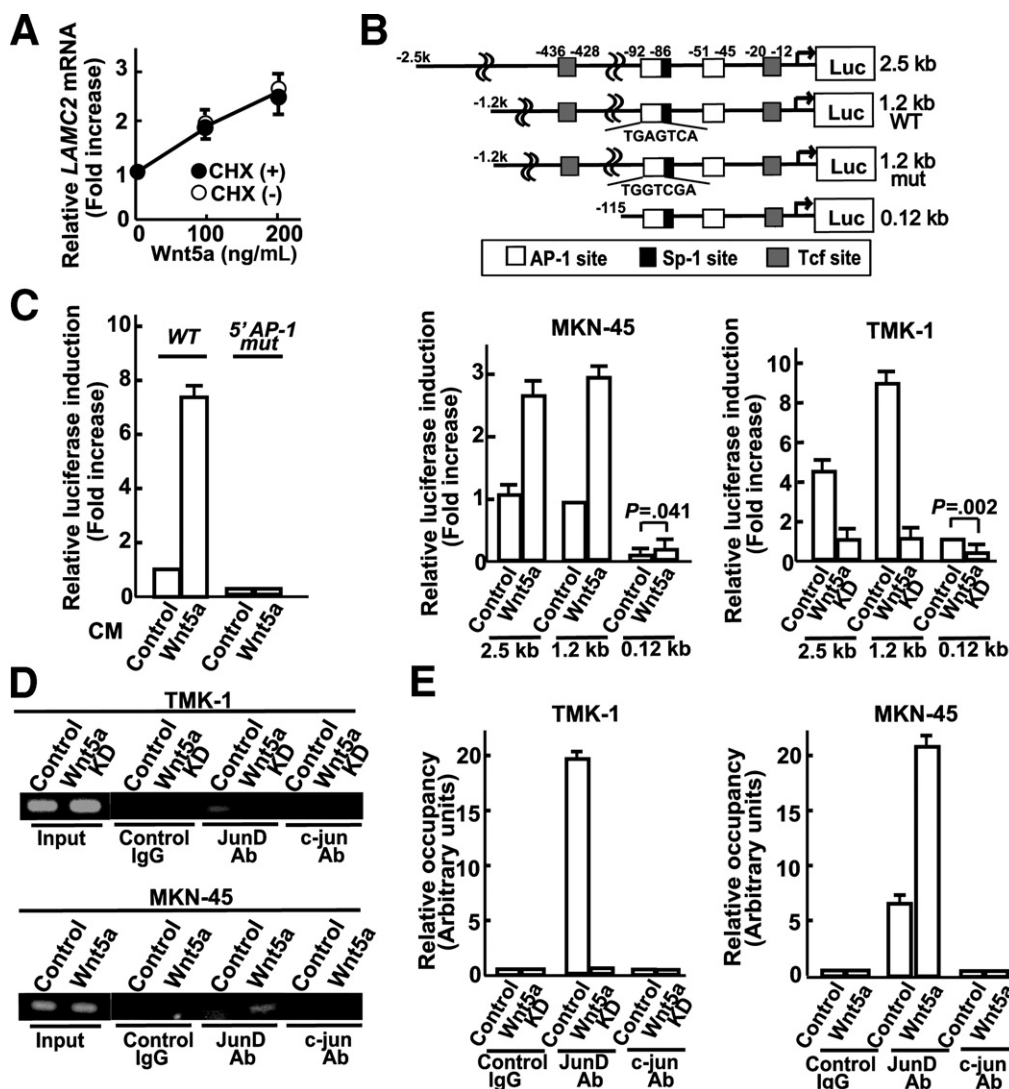 A
Relative LAMC2 mRNA
(Fold increase)
3
2
1
0
CHX (+)
CHX (-)
0 100 200
Wnt5a (ng/mL)
B
-2.5k
-436 -428
-92 -86
-51 -45
-20 -12
Luc
2.5 kb
-1.2k
TGAGTCA
Luc
1.2 kb
WT
-1.2k
TGGTCGA
Luc
1.2 kb
mut
-115
Luc
0.12 kb
AP-1 site
Sp-1 site
Tcf site
C
Relative luciferase induction
(Fold increase)
10
8
6
4
2
0
WT
5' AP-1
mut
CM
Control
Wnt5a
Control
Wnt5a
MKN-45
Relative luciferase induction
(Fold increase)
3
2
1
0
P=.041
Control
Wnt5a
Control
Wnt5a
Control
Wnt5a
2.5 kb
1.2 kb
0.12 kb
TMK-1
Relative luciferase induction
(Fold increase)
10
8
6
4
2
0
P=.002
Control
Wnt5a
KD
Control
Wnt5a
KD
Control
Wnt5a
KD
2.5 kb
1.2 kb
0.12 kb
D
TMK-1
Control
Wnt5a
KD
Control
Wnt5a
KD
Control
Wnt5a
KD
Control
Wnt5a
KD
Input
Control
IgG
JunD
Ab
c-jun
Ab
MKN-45
Control
Wnt5a
Control
Wnt5a
Control
Wnt5a
Control
Wnt5a
Input
Control
IgG
JunD
Ab
c-jun
Ab
E
TMK-1
Relative occupancy
(Arbitrary units)
20
15
10
5
0
Control
Wnt5a
KD
Control
Wnt5a
KD
Control
Wnt5a
KD
Control
IgG
JunD
Ab
c-jun
Ab
MKN-45
Relative occupancy
(Arbitrary units)
20
15
10
5
0
Control
Wnt5a
Control
Wnt5a
Control
Wnt5a
Control
IgG
JunD
Ab
c-jun
Ab